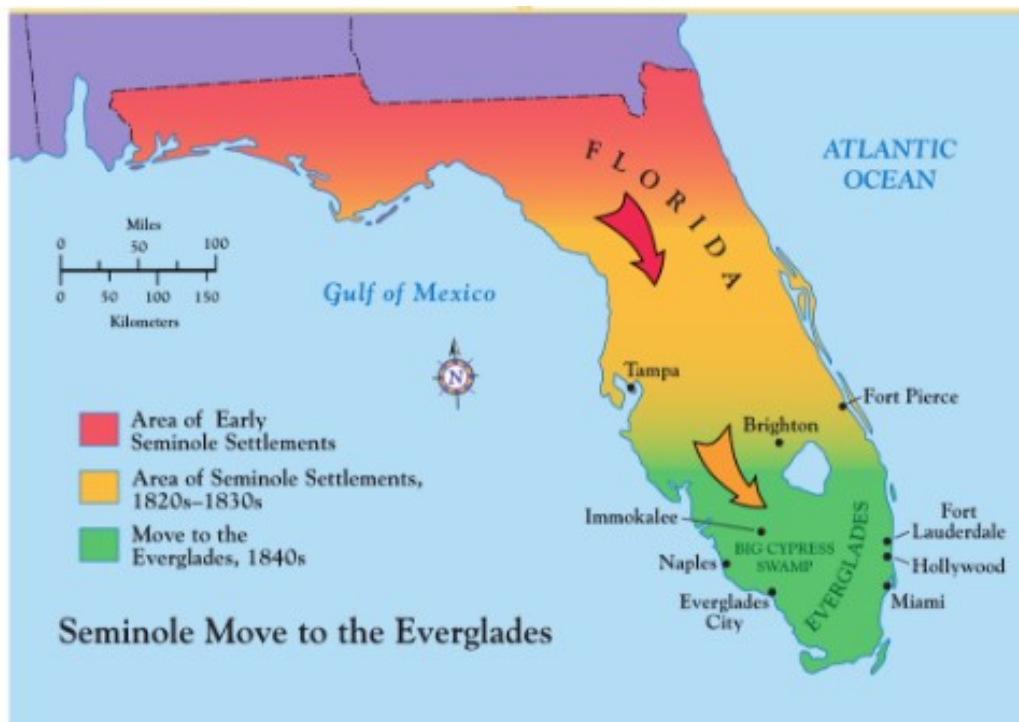 FLORIDA
ATLANTIC
OCEAN
Miles
0 50 100
0 50 100 150
Kilometers
Gulf of Mexico
N
Tampa
Fort Pierce
Brighton
Area of Early
Seminole Settlements
Area of Seminole Settlements,
1820s–1830s
Move to the
Everglades, 1840s
Immokalee
BIG CYPRESS
SWAMP
EVERGLADES
Fort
Lauderdale
Hollywood
Naples
Miami
Everglades
City
Seminole Move to the Everglades